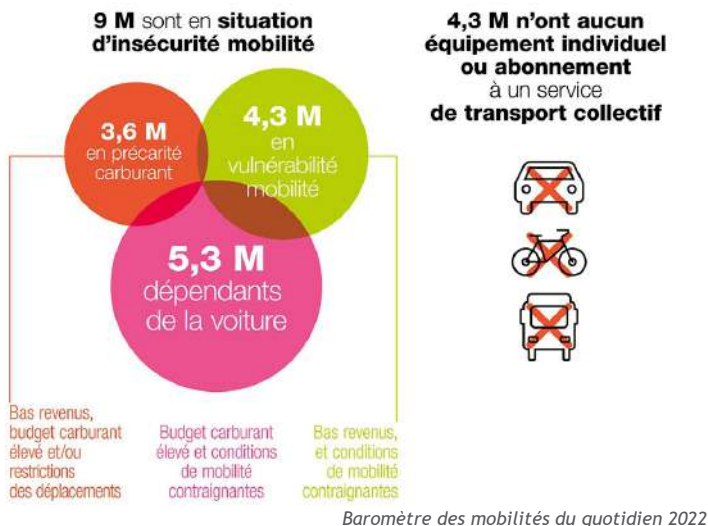 9 M sont en situation
d'insécurité mobilité
3,6 M
en précarité
carburant
4,3 M
en
vulnérabilité
mobilité
5,3 M
dépendants
de la voiture
Bas revenus,
budget carburant
élevé et/ou
restrictions
des déplacements
Budget carburant
élevé et conditions
de mobilité
contraignantes
Bas revenus,
et conditions
de mobilité
contraignantes
4,3 M n'ont aucun
équipement individuel
ou abonnement
à un service
de transport collectif
Baromètre des mobilités du quotidien 2022